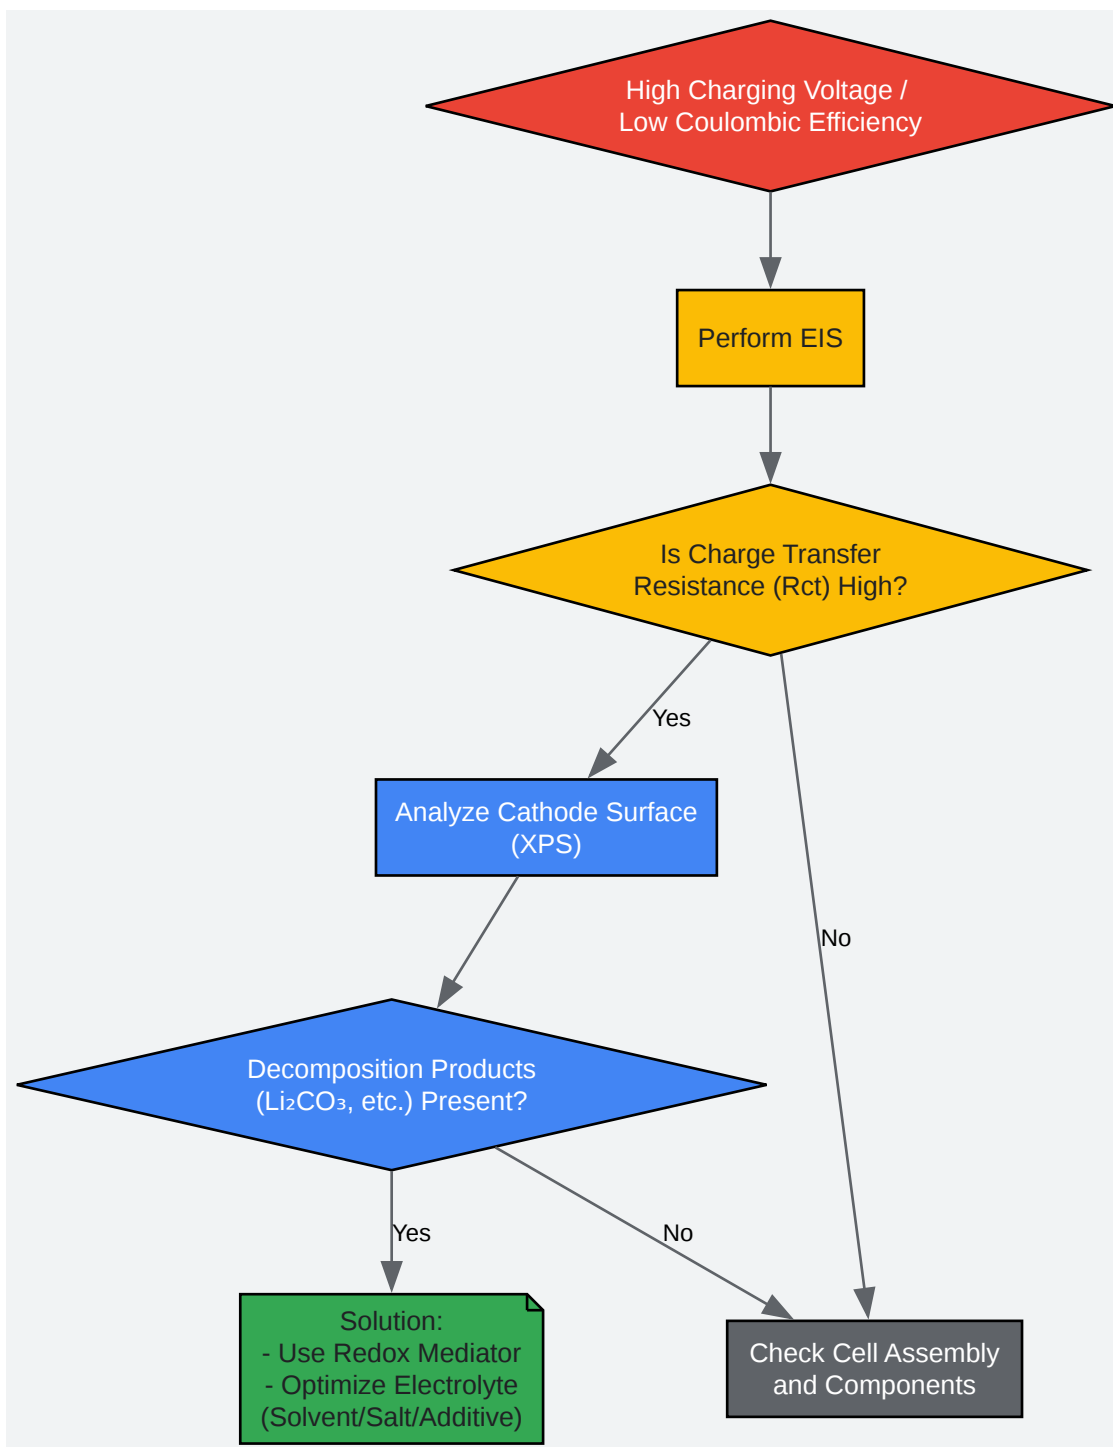 High Charging Voltage /
Low Coulombic Efficiency
Perform EIS
Is Charge Transfer
Resistance (Rct) High?
Yes
Analyze Cathode Surface
(XPS)
No
Decomposition Products
(Li₂CO₃, etc.) Present?
Yes
No
Solution:
- Use Redox Mediator
- Optimize Electrolyte
(Solvent/Salt/Additive)
Check Cell Assembly
and Components